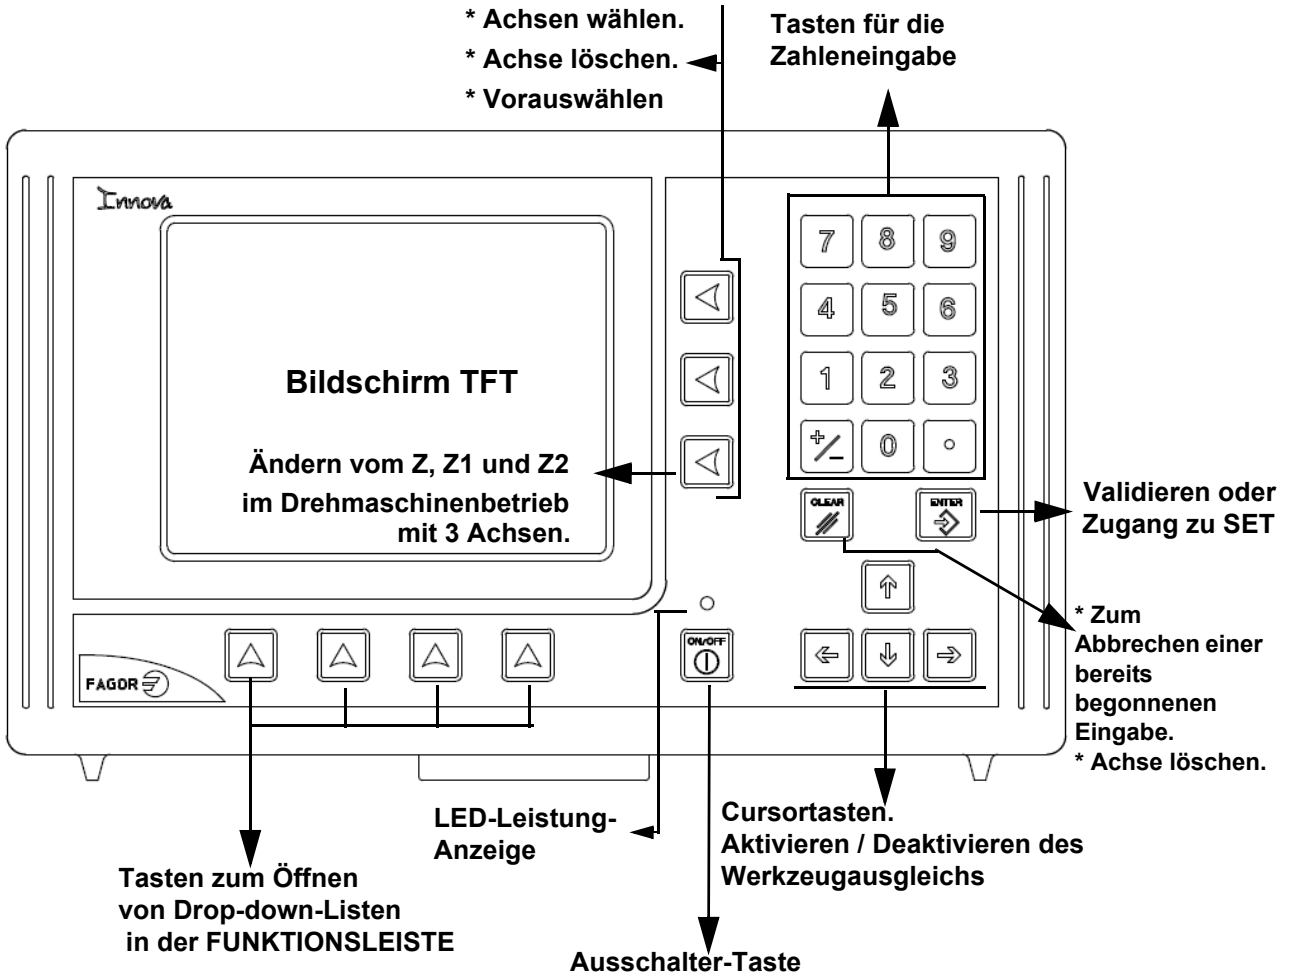 * Achsen wählen.
* Achse löschen.
* Vorauswählen
Tasten für die
Zahleneingabe
Innova
7
8
9
4
5
6
1
2
3
+/-
0
Bildschirm TFT
Ändern vom Z, Z1 und Z2
im Drehmaschinenbetrieb
mit 3 Achsen.
CLEAR
ENTER
Validieren oder
Zugang zu SET
* Zum
Abbrechen einer
bereits
begonnenen
Eingabe.
* Achse löschen.
ON/OFF
FAGOR
LED-Leistung-
Anzeige
Cursortasten.
Aktivieren / Deaktivieren des
Werkzeugausgleichs
Tasten zum Öffnen
von Drop-down-Listen
in der FUNKTIONSLEISTE
Ausschalter-Taste